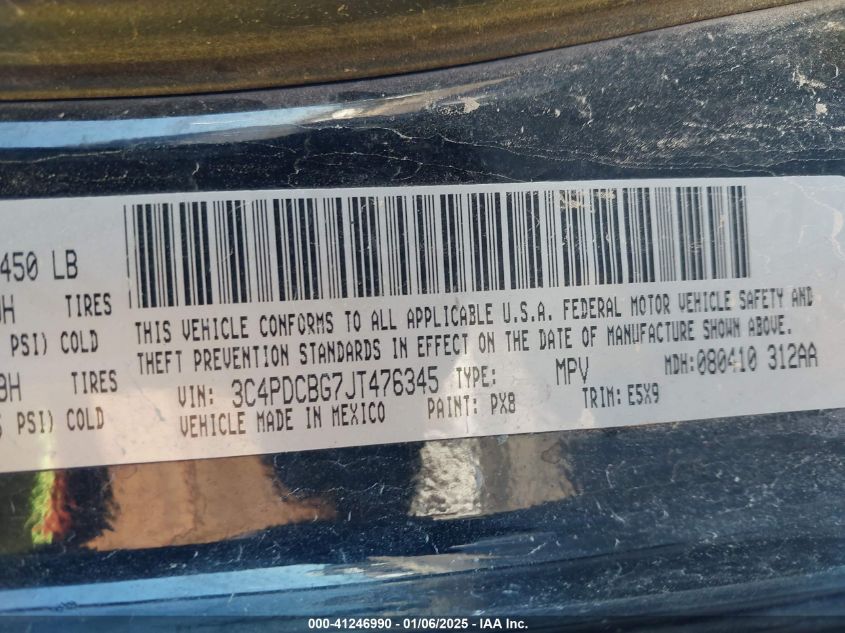 450 LB
0H TIRES
PSI) COLD
0H TIRES
PSI) COLD
THIS VEHICLE CONFORMS TO ALL APPLICABLE U.S.A. FEDERAL MOTOR VEHICLE SAFETY AND
THEFT PREVENTION STANDARDS IN EFFECT ON THE DATE OF MANUFACTURE SHOWN ABOVE.
VIN: 3C4PDCBG7JT476345 TYPE: MPV MDH:080410 312AA
VEHICLE MADE IN MEXICO PAINT: PX8 TRIM: E5X9
000-41246990 - 01/06/2025 - IAA Inc.